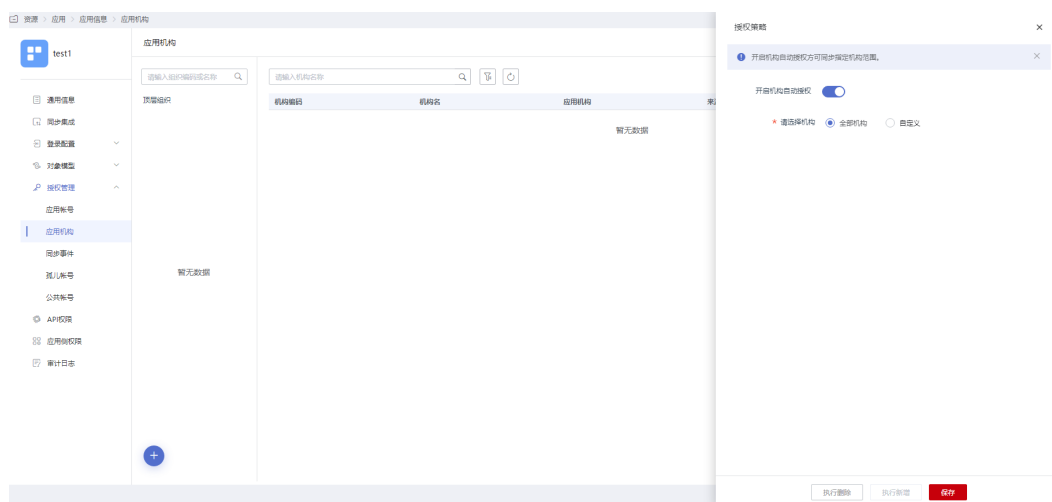 资源 > 应用 > 应用信息 > 应用机构
test1
通用信息
同步集成
登录配置
对象模型
授权管理
应用帐号
应用机构
同步事件
孤儿帐号
公共帐号
API权限
应用侧权限
审计日志
应用机构
请输入组织编码或名称
顶层组织
暂无数据
请输入机构名称
机构编码 机构名 应用机构
暂无数据
授权策略
开启机构自动授权方可同步指定机构范围。
开启机构自动授权
* 请选择机构 全部机构 自定义
执行删除 执行新增 保存